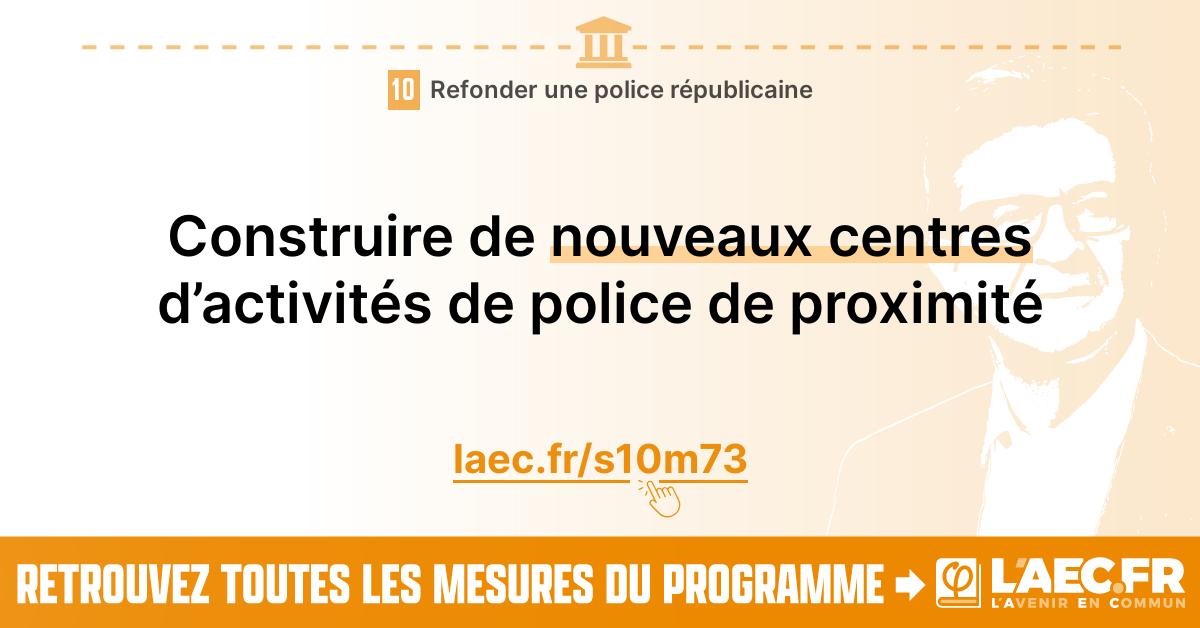 10 Refonder une police républicaine
Construire de nouveaux centres
d’activités de police de proximité
laec.fr/s10m73
RETROUVEZ TOUTES LES MESURES DU PROGRAMME
L'AEC.FR
L'AVENIR EN COMMUN